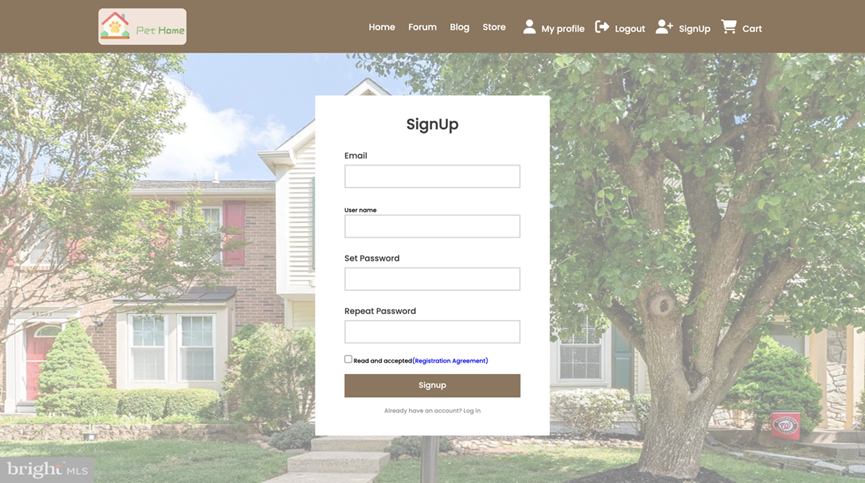 Pet Hame
Home Forum Blog Store My profile Logout SignUp Cart
SignUp
Email
User name
Set Password
Repeat Password
Read and accepted(Registration Agreement)
Signup
Already have an account? Log in
bright MLS